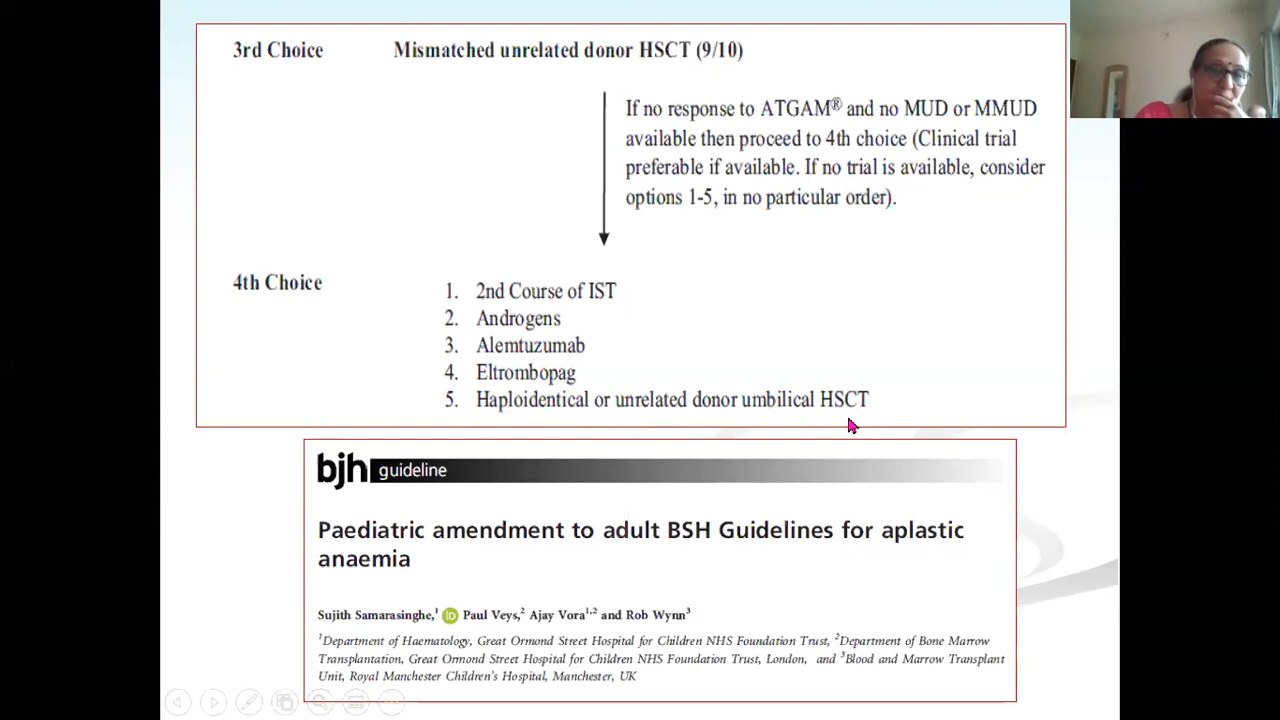 3rd Choice Mismatched unrelated donor HSCT (9/10)
If no response to ATGAM® and no MUD or MMUD
available then proceed to 4th choice (Clinical trial
preferable if available. If no trial is available, consider
options 1-5, in no particular order).
4th Choice
1. 2nd Course of IST
2. Androgens
3. Alemtuzumab
4. Eltrombopag
5. Haploidentical or unrelated donor umbilical HSCT
bjh guideline
Paediatric amendment to adult BSH Guidelines for aplastic
anaemia
Sujith Samarasinghe,¹ iD Paul Veys,² Ajay Vora¹,² and Rob Wynn³
¹Department of Haematology, Great Ormond Street Hospital for Children NHS Foundation Trust, ²Department of Bone Marrow
Transplantation, Great Ormond Street Hospital for Children NHS Foundation Trust, London, and ³Blood and Marrow Transplant
Unit, Royal Manchester Children's Hospital, Manchester, UK